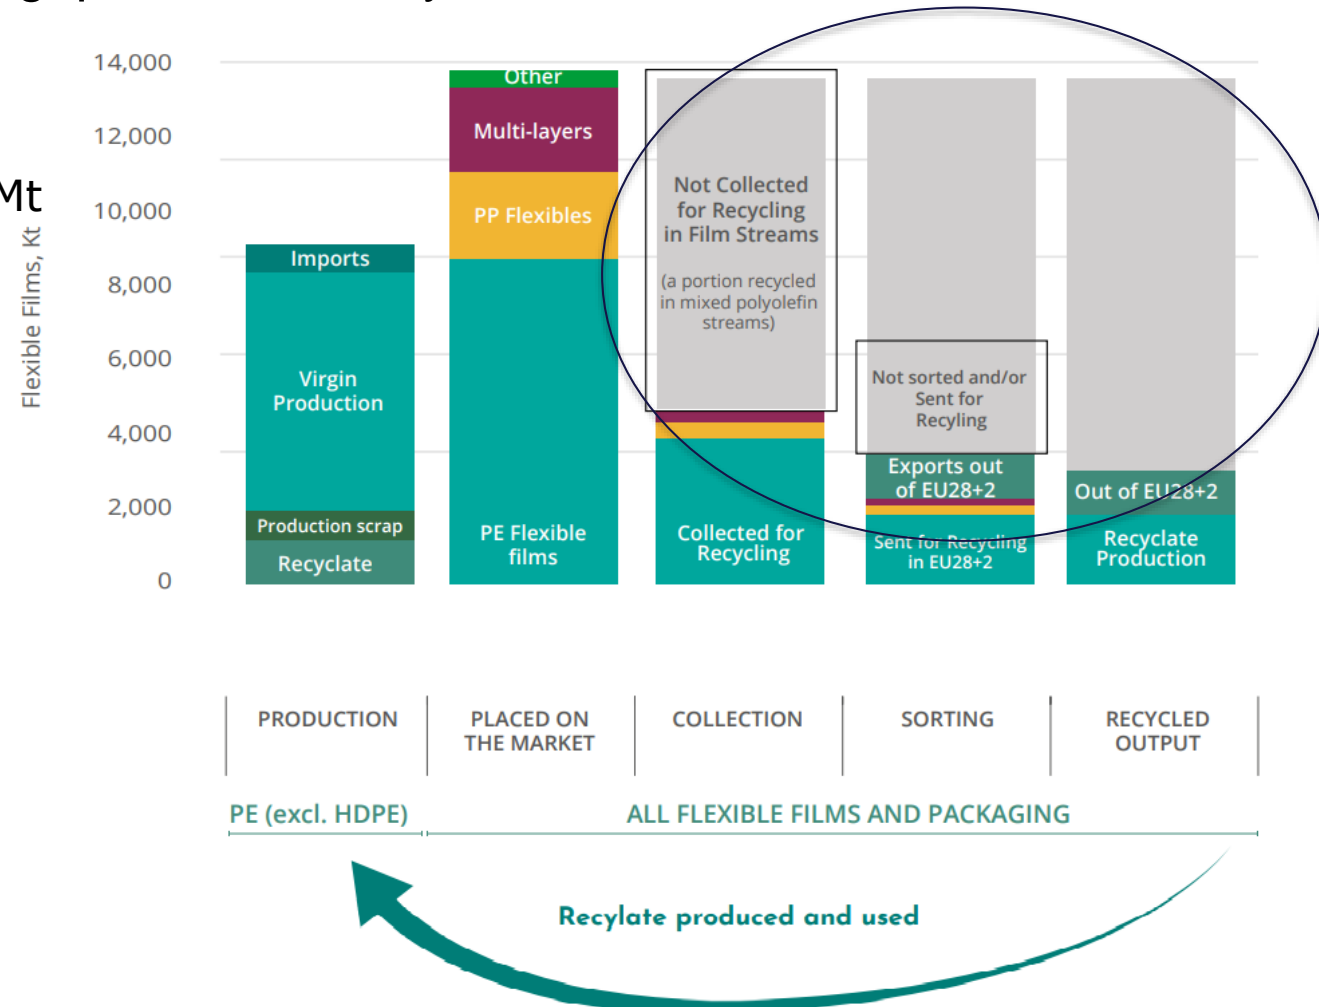 14,000
12,000
10,000
8,000
6,000
4,000
2,000
0
Mt
Flexible Films, Kt
Imports
Virgin
Production
Production scrap
Recyclate
Other
Multi-layers
PP Flexibles
PE Flexible
films
Not Collected
for Recycling
in Film Streams
(a portion recycled
in mixed polyolefin
streams)
Collected for
Recycling
Not sorted and/or
Sent for
Recyling
Exports out
of EU28+2
Sent for Recycling
in EU28+2
Out of EU28+2
Recyclate
Production
PRODUCTION
PLACED ON
THE MARKET
COLLECTION
SORTING
RECYCLED
OUTPUT
PE (excl. HDPE)
ALL FLEXIBLE FILMS AND PACKAGING
Recylate produced and used